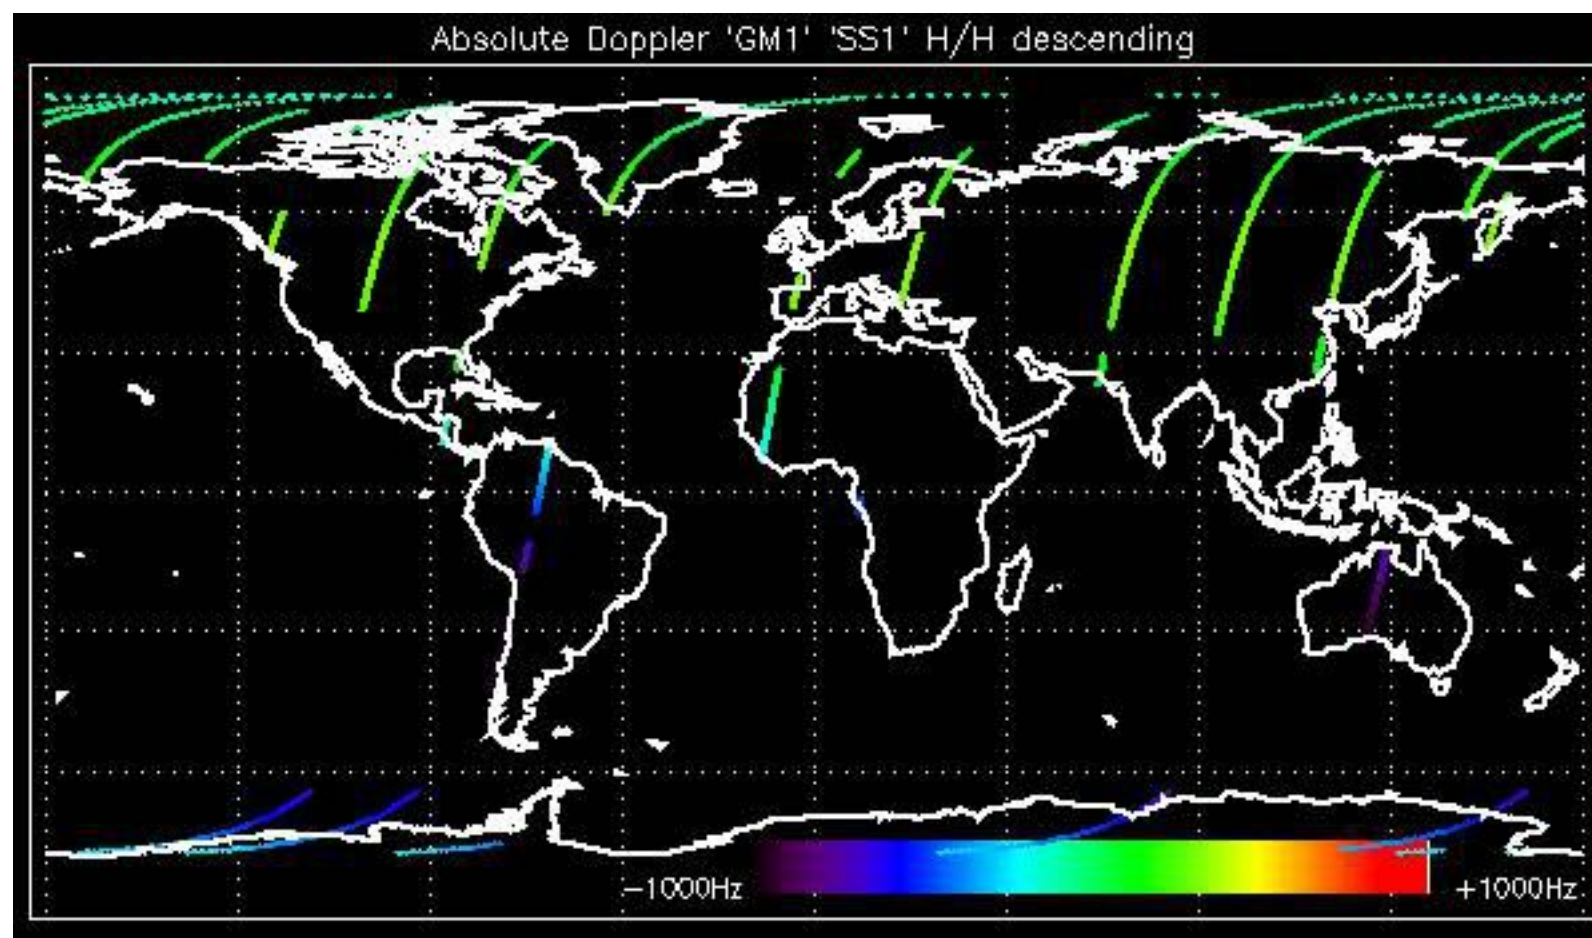 Absolute Doppler 'GM1' 'SS1' H/H descending
−1000Hz
+1000Hz